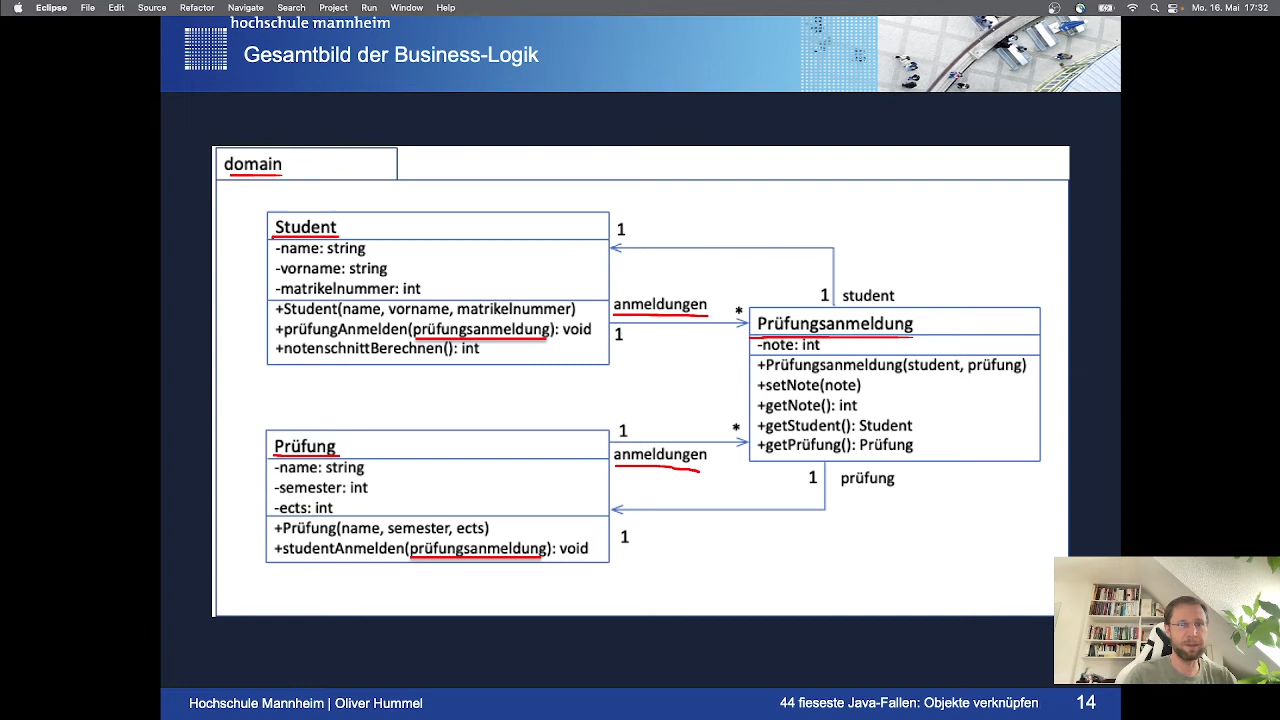 Eclipse File Edit Source Refactor Navigate Search Project Run Window Help Mo. 16. Mai 17:32
hochschule mannheim
Gesamtbild der Business-Logik
domain
Student
-name: string
-vorname: string
-matrikelnummer: int
+Student(name, vorname, matrikelnummer)
+prüfungAnmelden(prüfungsanmeldung): void
+notenschnittBerechnen(): int
1
anmeldungen
*
1
1 student
Prüfungsanmeldung
-note: int
+Prüfungsanmeldung(student, prüfung)
+setNote(note)
+getNote(): int
+getStudent(): Student
+getPrüfung(): Prüfung
Prüfung
-name: string
-semester: int
-ects: int
+Prüfung(name, semester, ects)
+studentAnmelden(prüfungsanmeldung): void
1
*
anmeldungen
1 prüfung
1
Hochschule Mannheim | Oliver Hummel
44 fieseste Java-Fallen: Objekte verknüpfen
14